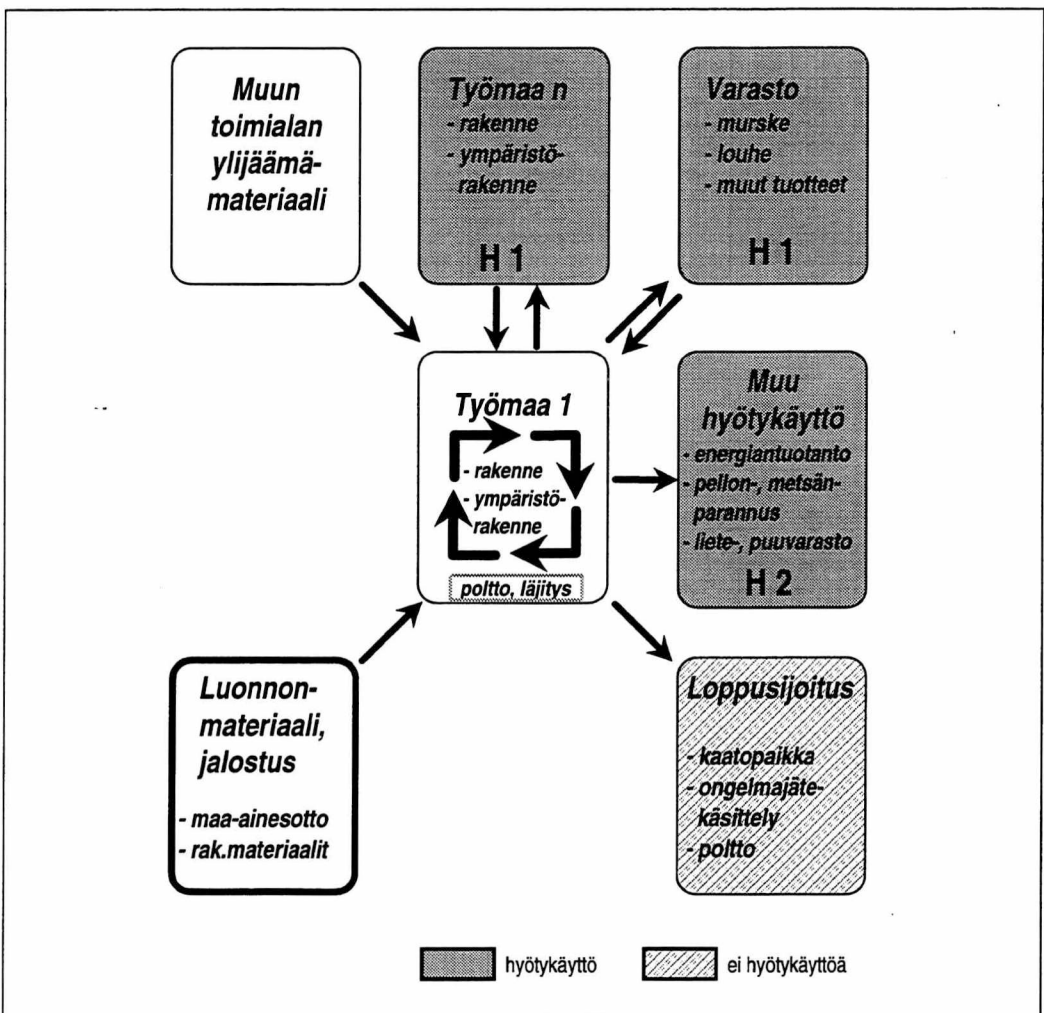 Muun
toimialan
ylijäämä-
materiaali
Työmaa n
- rakenne
- ympäristö-
rakenne
H 1
Varasto
- murske
- louhe
- muut tuotteet
H 1
Työmaa 1
- rakenne
- ympäristö-
rakenne
poltto, läjitys
Muu
hyötykäyttö
- energiantuotanto
- pellon-, metsän-
parannus
- liete-, puuvarasto
H 2
Luonnon-
materiaali,
jalostus
- maa-ainesotto
- rak.materiaalit
Loppusijoitus
- kaatopaikka
- ongelmajäte-
käsittely
- poltto
hyötykäyttö
ei hyötykäyttöä